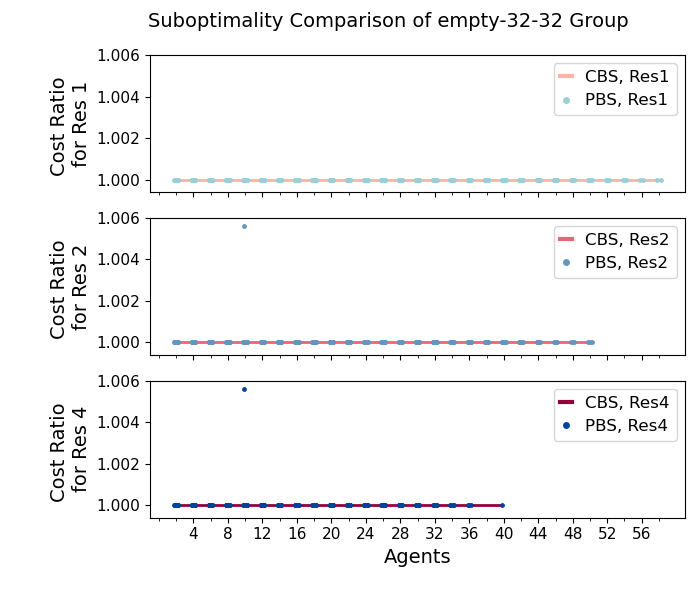 Suboptimality Comparison of empty-32-32 Group
Cost Ratio
for Res 1
1.006
1.004
1.002
1.000
CBS, Res1
PBS, Res1
Cost Ratio
for Res 2
1.006
1.004
1.002
1.000
CBS, Res2
PBS, Res2
Cost Ratio
for Res 4
1.006
1.004
1.002
1.000
CBS, Res4
PBS, Res4
4 8 12 16 20 24 28 32 36 40 44 48 52 56
Agents